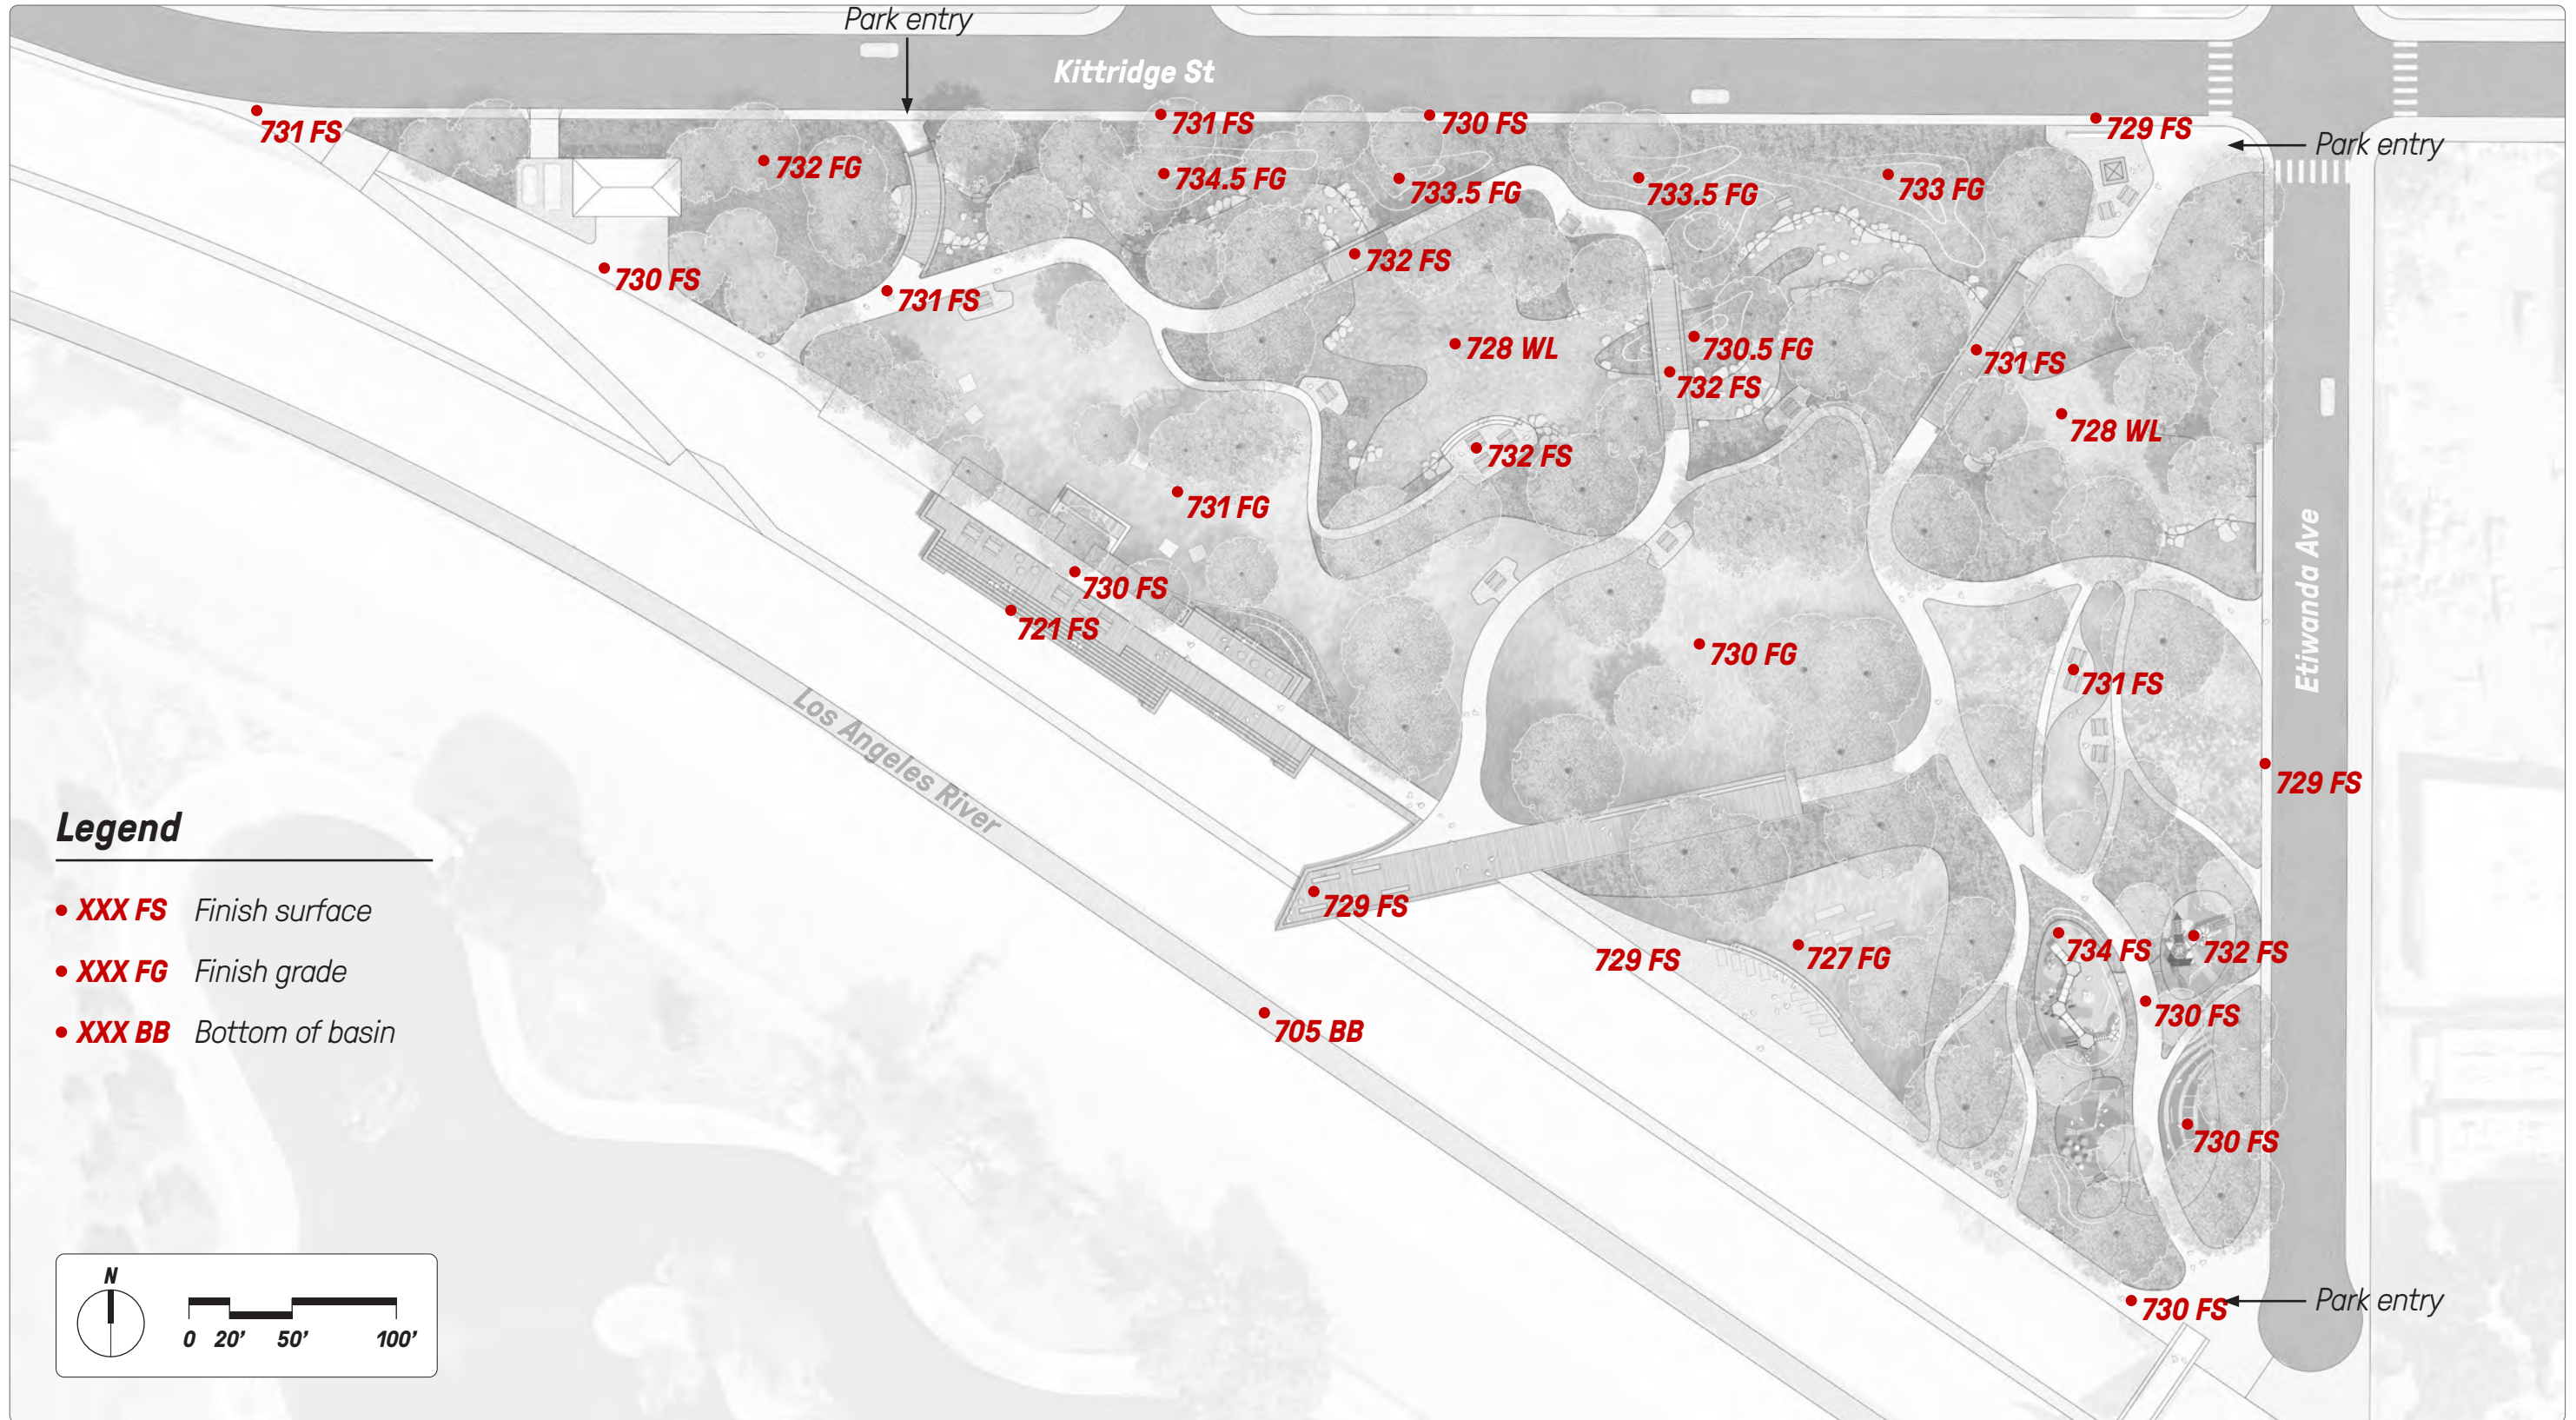 Park entry
Kittridge St
731 FS
731 FS
730 FS
729 FS
Park entry
732 FG
734.5 FG
733.5 FG
733.5 FG
733 FG
730 FS
731 FS
732 FS
728 WL
730.5 FG
732 FS
731 FS
728 WL
732 FS
731 FG
Etiwanda Ave
730 FS
721 FS
730 FG
731 FS
Los Angeles River
729 FS
729 FS
729 FS
727 FG
734 FS
732 FS
730 FS
705 BB
730 FS
730 FS
Park entry
Legend
XXX FS Finish surface
XXX FG Finish grade
XXX BB Bottom of basin
N
0 20' 50' 100'